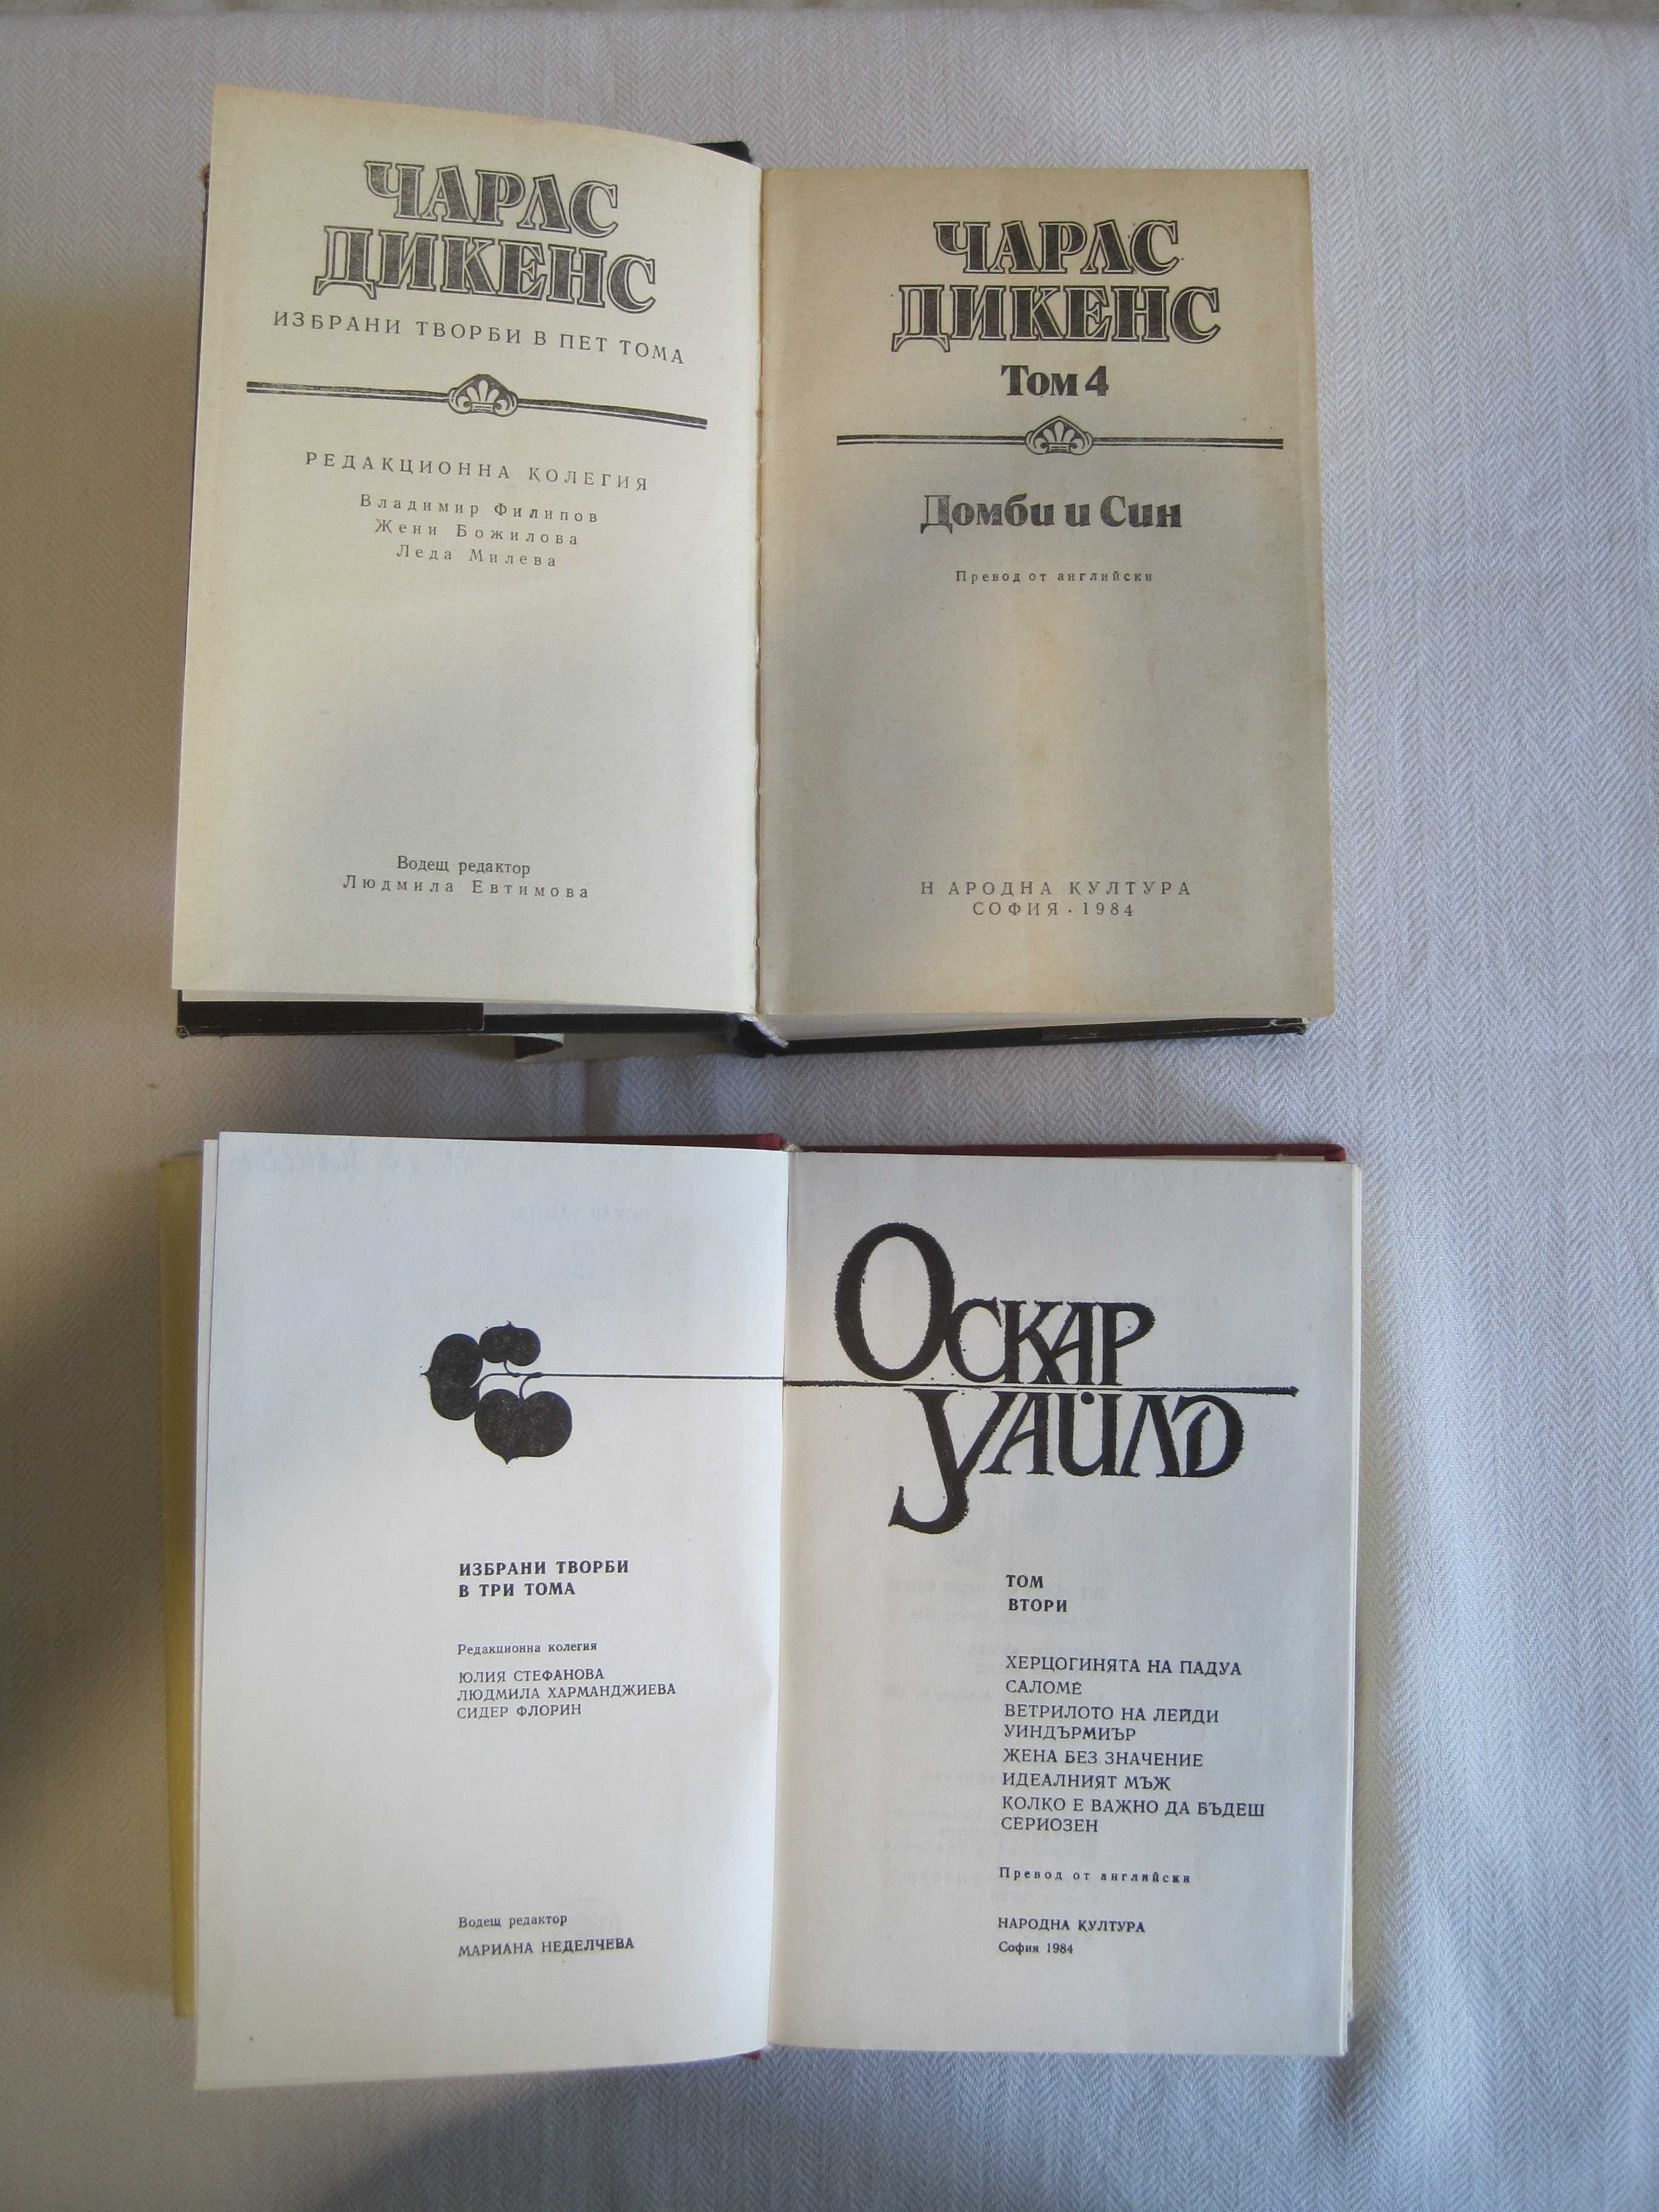 ЧАРЛС
ДИКЕНС
ИЗБРАНИ ТВОРБИ В ПЕТ ТОМА
РЕДАКЦИОННА КОЛЕГИЯ
Владимир Филипов
Жени Божилова
Леда Милева
Водещ редактор
Людмила Евтимова
ЧАРЛС
ДИКЕНС
Том 4
Домби и Син
Превод от английски
НАРОДНА КУЛТУРА
СОФИЯ · 1984
ИЗБРАНИ ТВОРБИ
В ТРИ ТОМА
Редакционна колегия
ЮЛИЯ СТЕФАНОВА
ЛЮДМИЛА ХАРМАНДЖИЕВА
СИДЕР ФЛОРИН
Водещ редактор
МАРИАНА НЕДЕЛЧЕВА
ОСКАР
УАЙЛД
ТОМ
ВТОРИ
ХЕРЦОГИНЯТА НА ПАДУА
САЛОМÉ
ВЕТРИЛОТО НА ЛЕЙДИ
УИНДЪРМИЪР
ЖЕНА БЕЗ ЗНАЧЕНИЕ
ИДЕАЛНИЯТ МЪЖ
КОЛКО Е ВАЖНО ДА БЪДЕШ
СЕРИОЗЕН
Превод от английски
НАРОДНА КУЛТУРА
София 1984